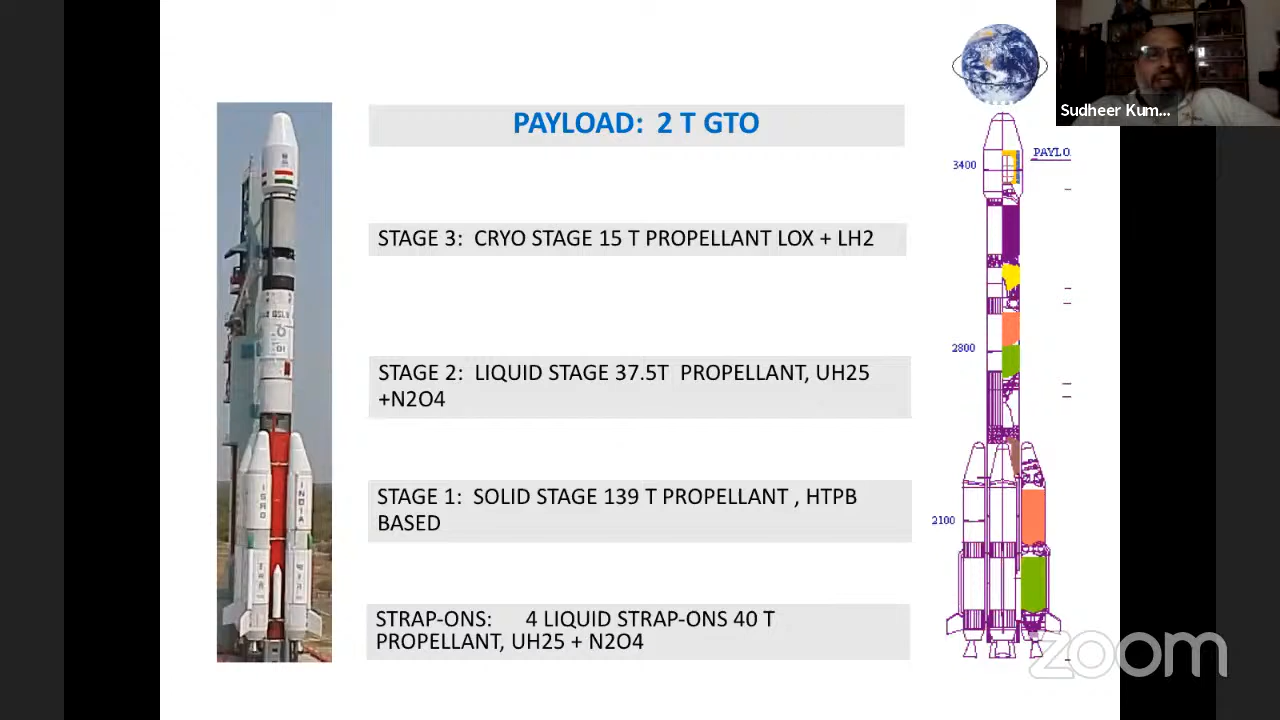 Sudheer Kum...
PAYLOAD: 2 T GTO
3400
PAYLO
STAGE 3: CRYO STAGE 15 T PROPELLANT LOX + LH2
2800
STAGE 2: LIQUID STAGE 37.5T PROPELLANT, UH25
+N2O4
STAGE 1: SOLID STAGE 139 T PROPELLANT , HTPB
BASED
2100
STRAP-ONS: 4 LIQUID STRAP-ONS 40 T
PROPELLANT, UH25 + N2O4
ISRO
INDIA
zoom